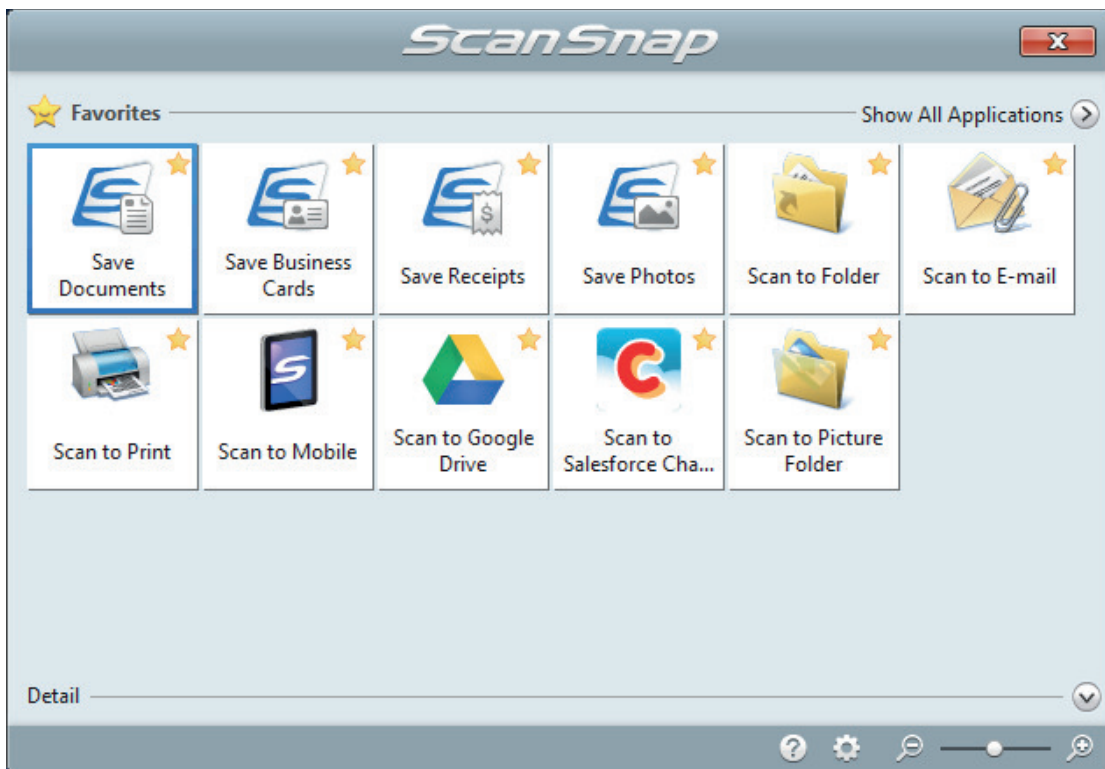 ScanSnap
Favorites
Show All Applications
Save
Documents
Save Business
Cards
Save Receipts
Save Photos
Scan to Folder
Scan to E-mail
Scan to Print
Scan to Mobile
Scan to Google
Drive
Scan to
Salesforce Cha...
Scan to Picture
Folder
Detail